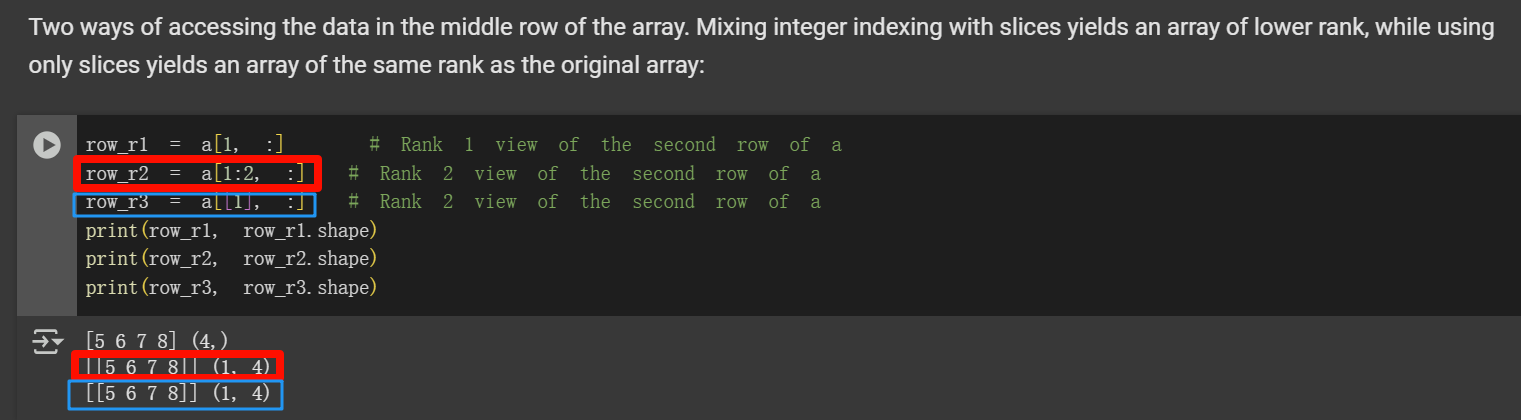 Two ways of accessing the data in the middle row of the array. Mixing integer indexing with slices yields an array of lower rank, while using
only slices yields an array of the same rank as the original array:
row_r1 = a[1, :] # Rank 1 view of the second row of a
row_r2 = a[1:2, :] # Rank 2 view of the second row of a
row_r3 = a[[1], :] # Rank 2 view of the second row of a
print(row_r1, row_r1.shape)
print(row_r2, row_r2.shape)
print(row_r3, row_r3.shape)
[5 6 7 8] (4,)
[[5 6 7 8]] (1, 4)
[[5 6 7 8]] (1, 4)